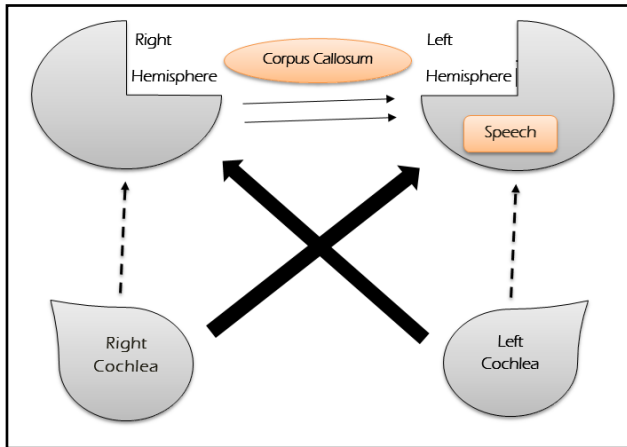 Right
Hemisphere
Corpus Callosum
Left
Hemisphere
Speech
Right
Cochlea
Left
Cochlea